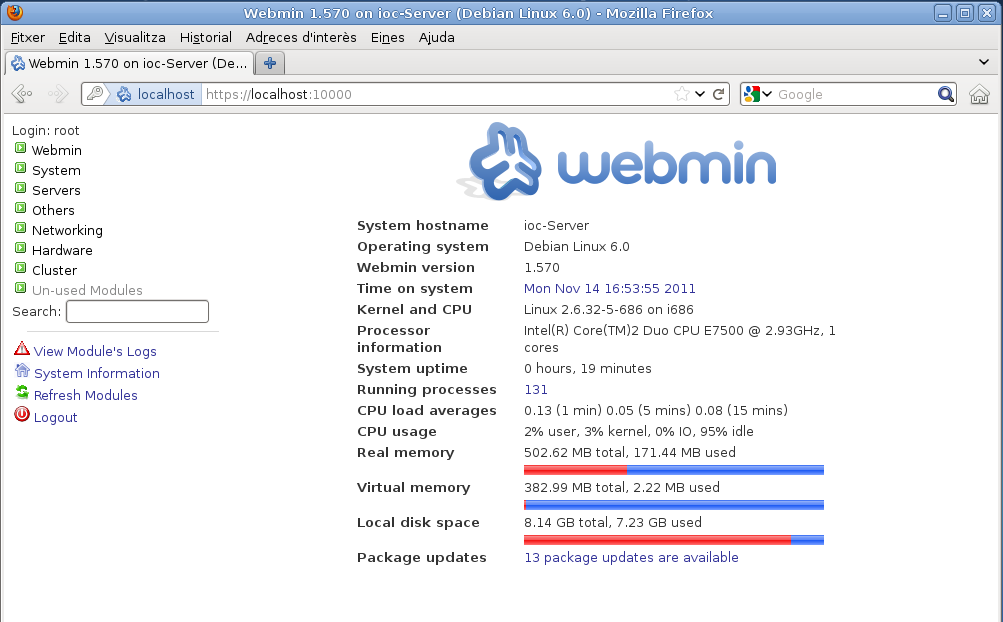 Webmin 1.570 on ioc-Server (Debian Linux 6.0) - Mozilla Firefox
Fitxer Edita Visualitza Historial Adreces d'interès Eines Ajuda
Webmin 1.570 on ioc-Server (De...
localhost https://localhost:10000 Google
Login: root
Webmin
System
Servers
Others
Networking
Hardware
Cluster
Un-used Modules
Search:
View Module's Logs
System Information
Refresh Modules
Logout
webmin
System hostname ioc-Server
Operating system Debian Linux 6.0
Webmin version 1.570
Time on system Mon Nov 14 16:53:55 2011
Kernel and CPU Linux 2.6.32-5-686 on i686
Processor information Intel(R) Core(TM)2 Duo CPU E7500 @ 2.93GHz, 1 cores
System uptime 0 hours, 19 minutes
Running processes 131
CPU load averages 0.13 (1 min) 0.05 (5 mins) 0.08 (15 mins)
CPU usage 2% user, 3% kernel, 0% IO, 95% idle
Real memory 502.62 MB total, 171.44 MB used
Virtual memory 382.99 MB total, 2.22 MB used
Local disk space 8.14 GB total, 7.23 GB used
Package updates 13 package updates are available